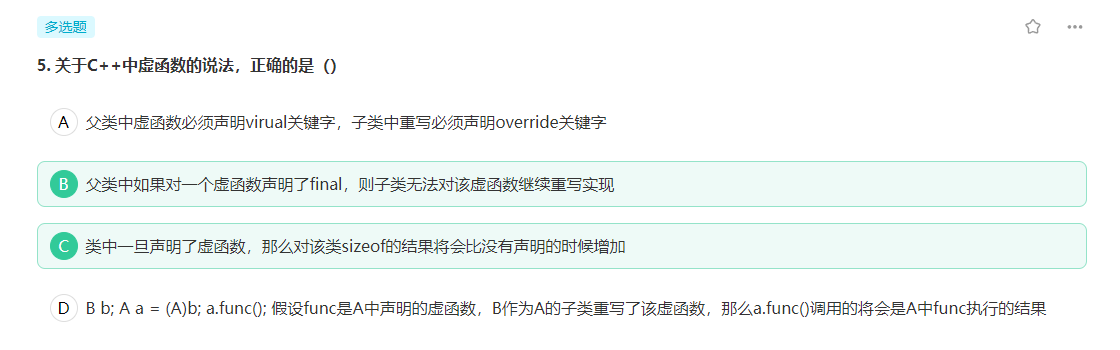 多选题
5. 关于C++中虚函数的说法，正确的是（）
A 父类中虚函数必须声明virual关键字，子类中重写必须声明override关键字
B 父类中如果对一个虚函数声明了final，则子类无法对该虚函数继续重写实现
C 类中一旦声明了虚函数，那么对该类sizeof的结果将会比没有声明的时候增加
D B b; A a = (A)b; a.func(); 假设func是A中声明的虚函数，B作为A的子类重写了该虚函数，那么a.func()调用的将会是A中func执行的结果